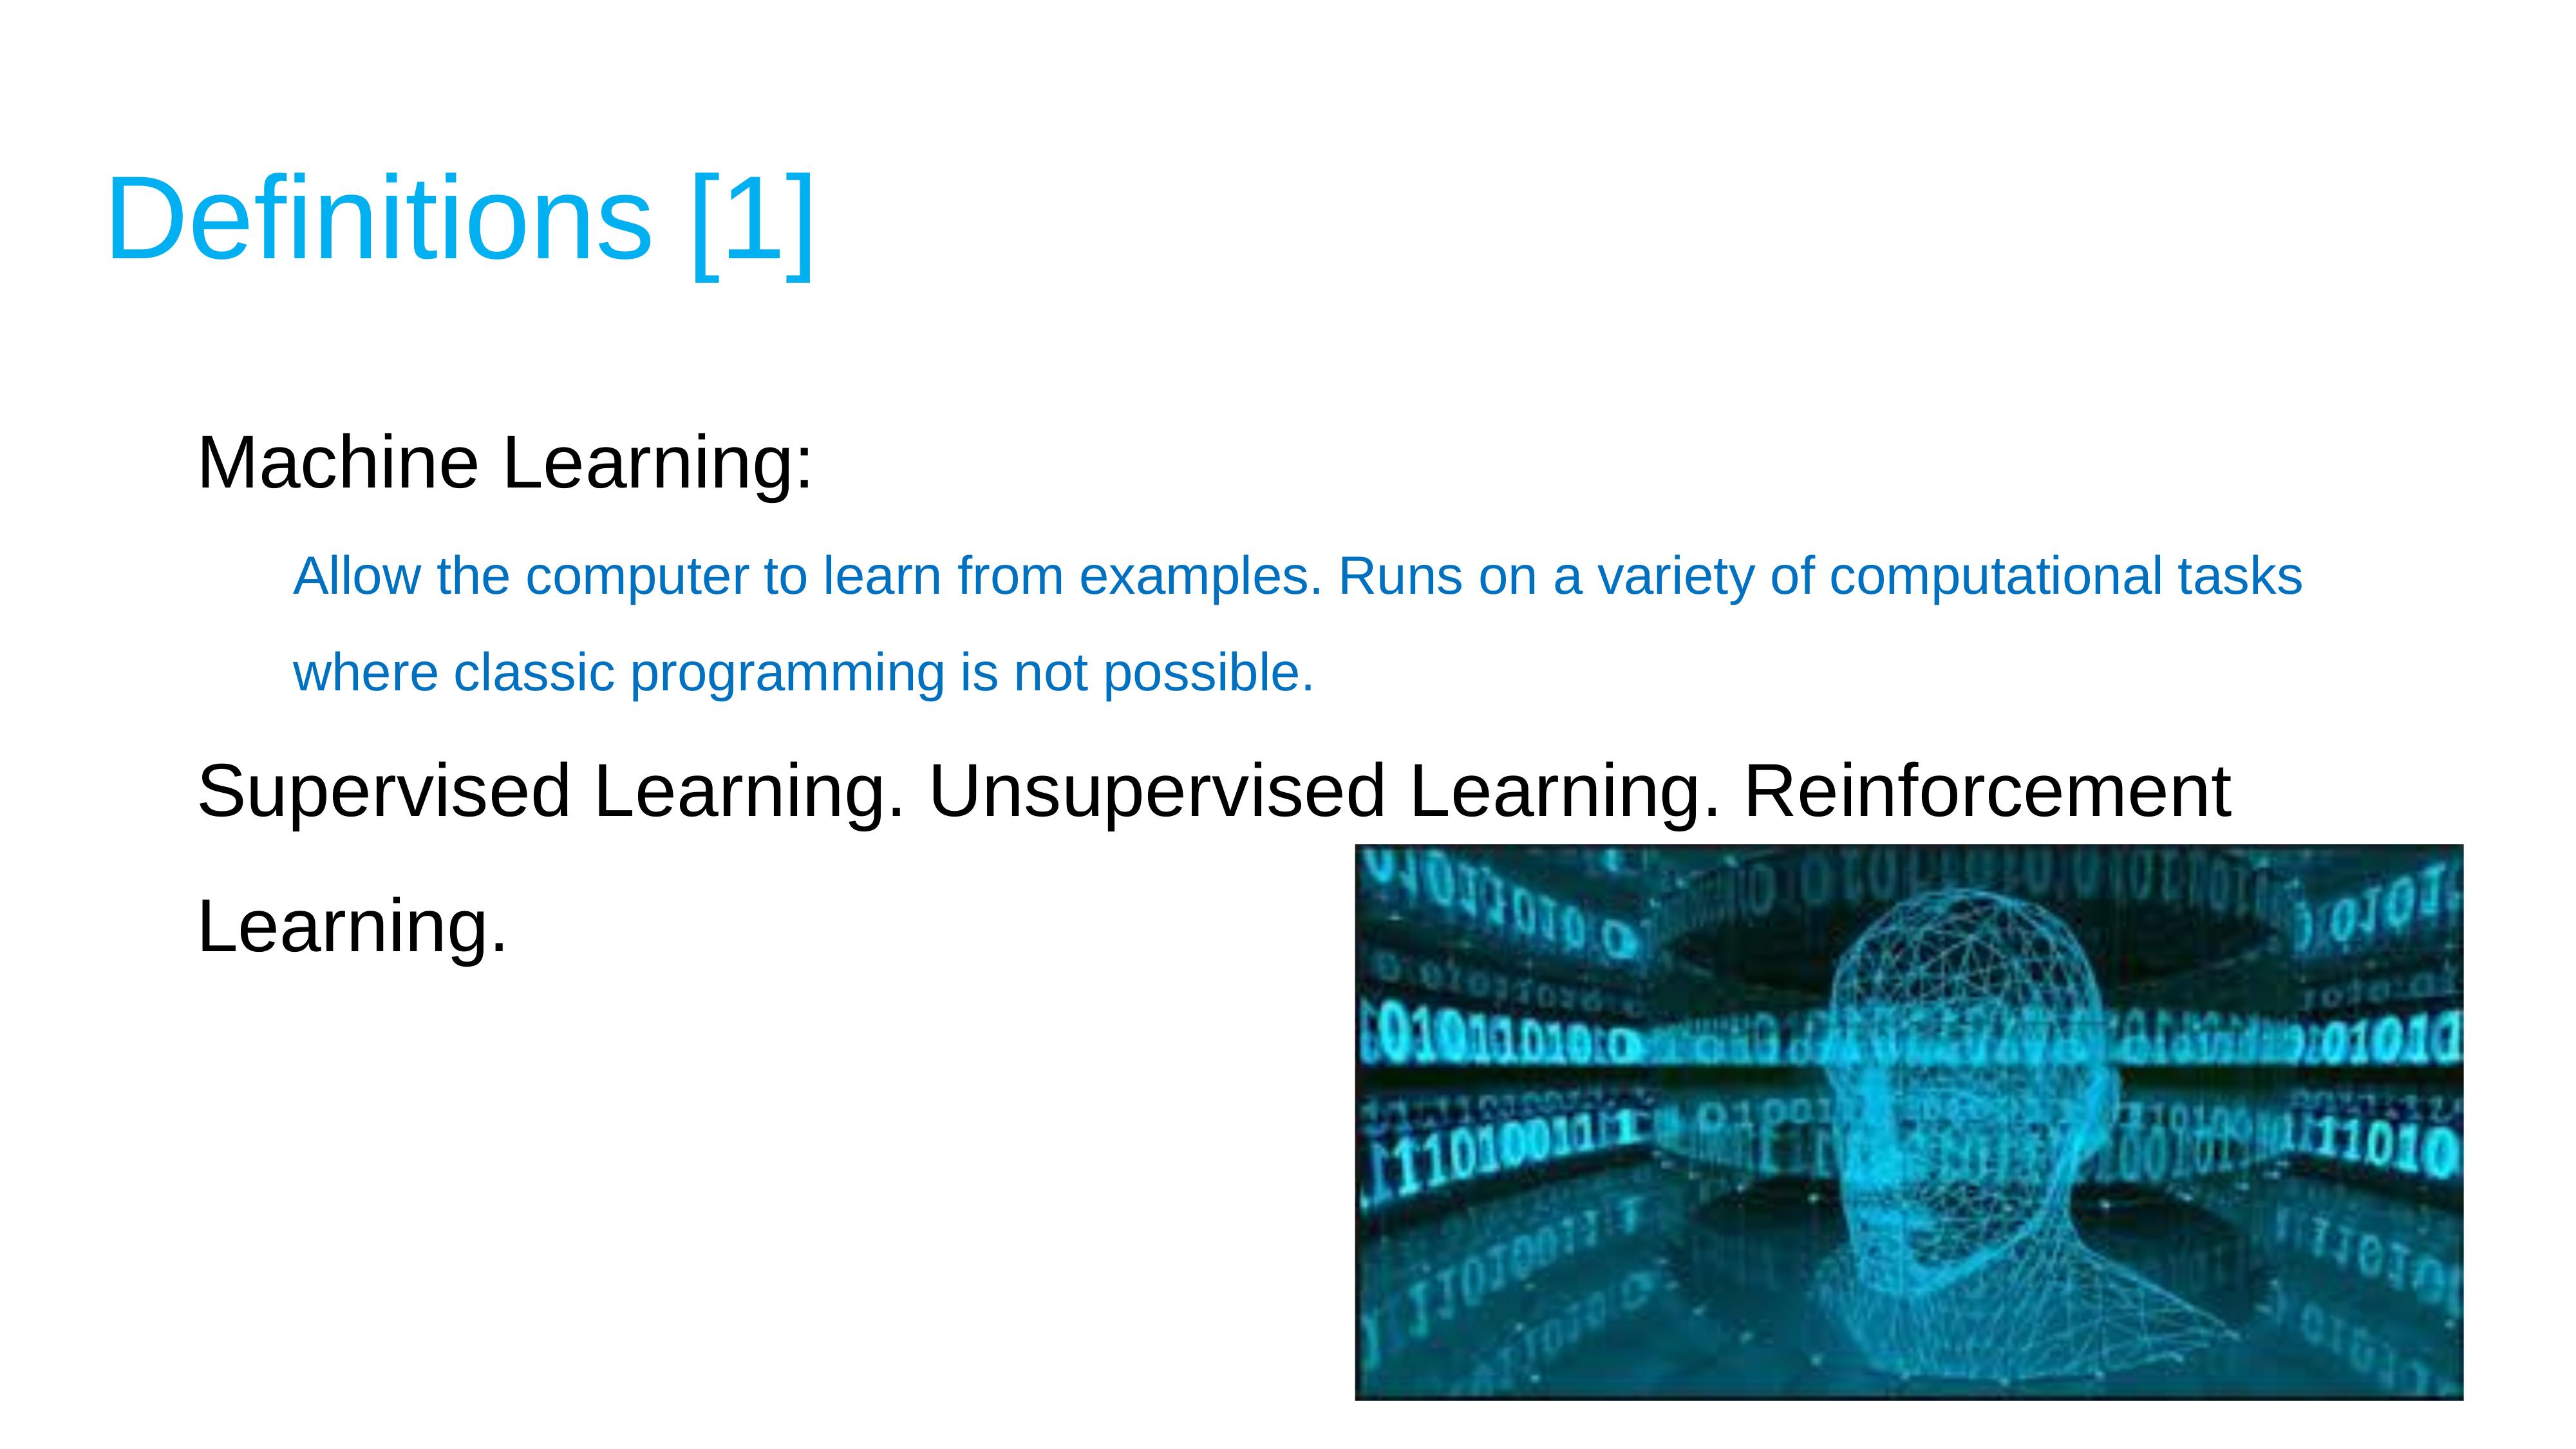 Definitions [1]
Machine Learning:
Allow the computer to learn from examples. Runs on a variety of computational tasks
where classic programming is not possible.
Supervised Learning. Unsupervised Learning. Reinforcement
Learning.